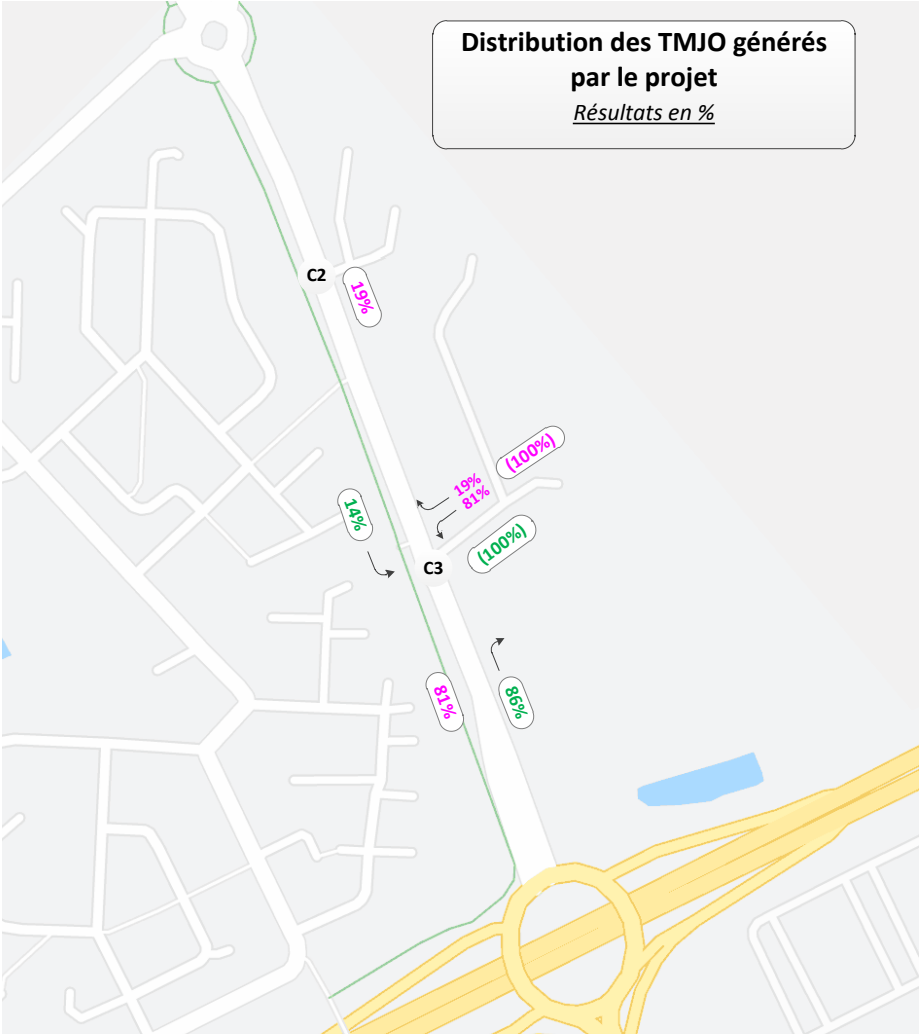 Distribution des TMJO générés
par le projet
Résultats en %
C2
19%
(100%)
19%
81%
14%
(100%)
C3
81%
86%